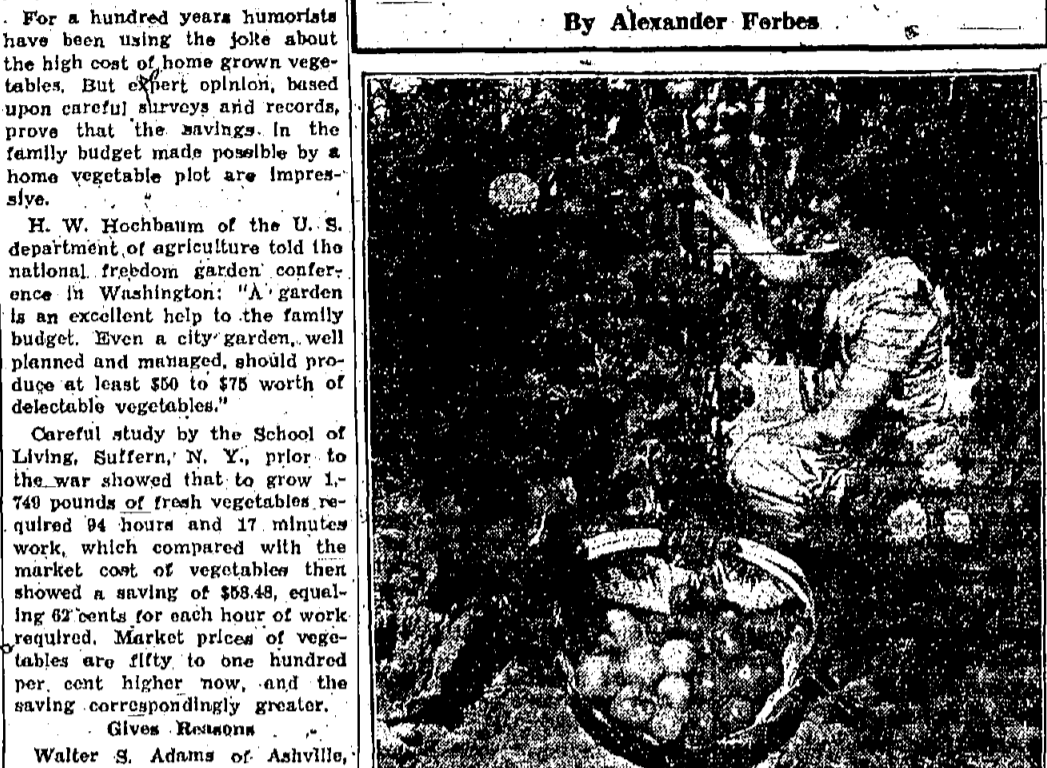 For a hundred years humorists
have been using the joke about
the high cost of home grown vege-
tables. But expert opinion, based
upon careful surveys and records,
prove that the savings in the
family budget made possible by a
home vegetable plot are impres-
sive.
H. W. Hochbaum of the U. S.
department of agriculture told the
national freedom garden confer-
ence in Washington: "A garden
is an excellent help to the family
budget. Even a city garden, well
planned and managed, should pro-
duce at least $50 to $75 worth of
delectable vegetables."
Careful study by the School of
Living, Suffern, N. Y., prior to
the war showed that to grow 1,-
749 pounds of fresh vegetables re-
quired 94 hours and 17 minutes
work, which compared with the
market cost of vegetables then
showed a saving of $58.48, equal-
ing 62 cents for each hour of work
required. Market prices of vege-
tables are fifty to one hundred
per cent higher now, and the
saving correspondingly greater.
Gives Reasons
Walter S. Adams of Ashville,
By Alexander Forbes